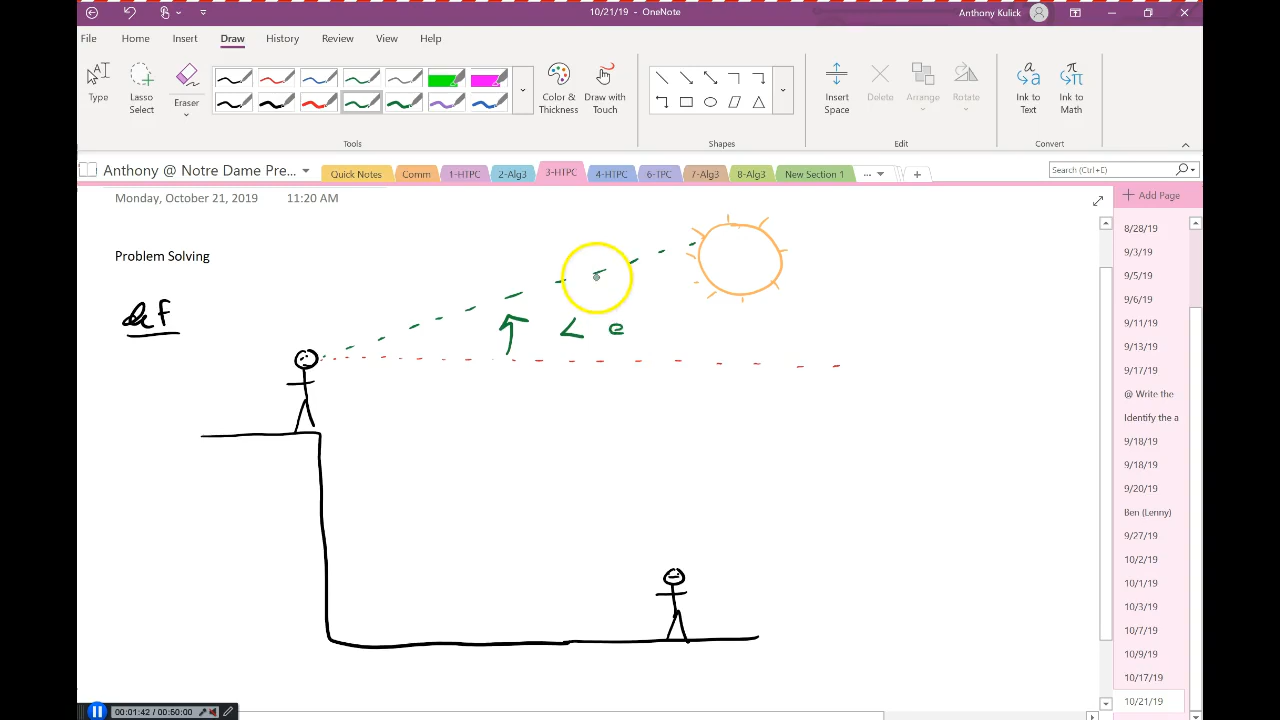 10/21/19 - OneNote
Anthony Kulick
File Home Insert Draw History Review View Help
Type
Lasso Select
Eraser
Color & Thickness
Draw with Touch
Insert Space
Delete
Arrange
Rotate
Ink to Text
Ink to Math
Tools
Shapes
Edit
Convert
Anthony @ Notre Dame Pre...
Quick Notes Comm 1-HTPC 2-Alg3 3-HTPC 4-HTPC 6-TPC 7-Alg3 8-Alg3 New Section 1 ...
Search (Ctrl+E)
Add Page
Monday, October 21, 2019 11:20 AM
Problem Solving
def
< e
8/28/19
9/3/19
9/5/19
9/6/19
9/11/19
9/13/19
9/17/19
@ Write the
Identify the a
9/18/19
9/18/19
9/20/19
Ben (Lenny)
9/27/19
10/2/19
10/1/19
10/3/19
10/7/19
10/9/19
10/17/19
10/21/19
00:01:42 / 00:50:00